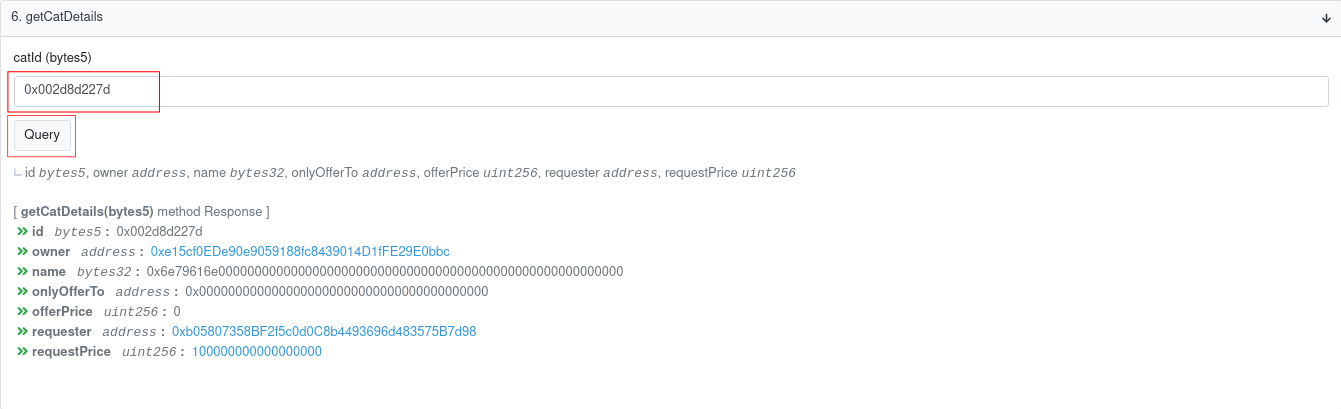 6. getCatDetails
catId (bytes5)
0x002d8d227d
Query
id bytes5, owner address, name bytes32, onlyOfferTo address, offerPrice uint256, requester address, requestPrice uint256
[ getCatDetails(bytes5) method Response ]
id bytes5 : 0x002d8d227d
owner address : 0xe15cf0EDe90e9059188fc8439014D1fFE29E0bbc
name bytes32 : 0x6e79616e00000000000000000000000000000000000000000000000000000000
onlyOfferTo address : 0x0000000000000000000000000000000000000000
offerPrice uint256 : 0
requester address : 0xb05807358BF2f5c0d0C8b4493696d483575B7d98
requestPrice uint256 : 100000000000000000